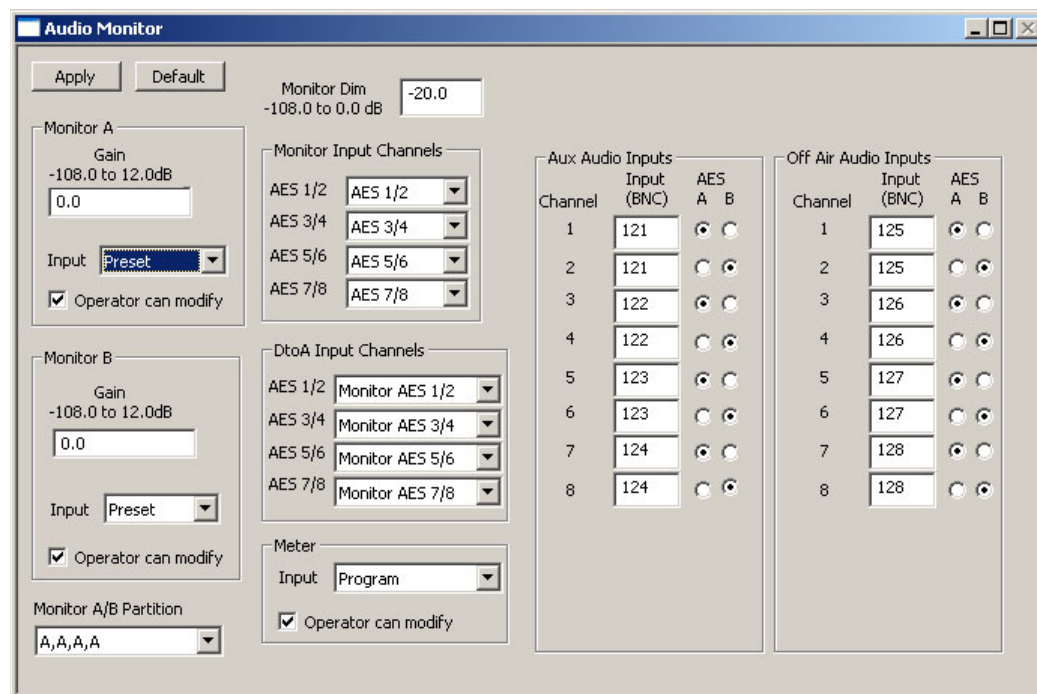 Audio Monitor
Apply Default
Monitor Dim
-108.0 to 0.0 dB
-20.0
Monitor A
Gain
-108.0 to 12.0dB
0.0
Input Preset
Operator can modify
Monitor B
Gain
-108.0 to 12.0dB
0.0
Input Preset
Operator can modify
Monitor A/B Partition
A,A,A,A
Monitor Input Channels
AES 1/2 AES 1/2
AES 3/4 AES 3/4
AES 5/6 AES 5/6
AES 7/8 AES 7/8
DtoA Input Channels
AES 1/2 Monitor AES 1/2
AES 3/4 Monitor AES 3/4
AES 5/6 Monitor AES 5/6
AES 7/8 Monitor AES 7/8
Meter
Input Program
Operator can modify
Aux Audio Inputs
Input AES
Channel (BNC) A B
1 121
2 121
3 122
4 122
5 123
6 123
7 124
8 124
Off Air Audio Inputs
Input AES
Channel (BNC) A B
1 125
2 125
3 126
4 126
5 127
6 127
7 128
8 128